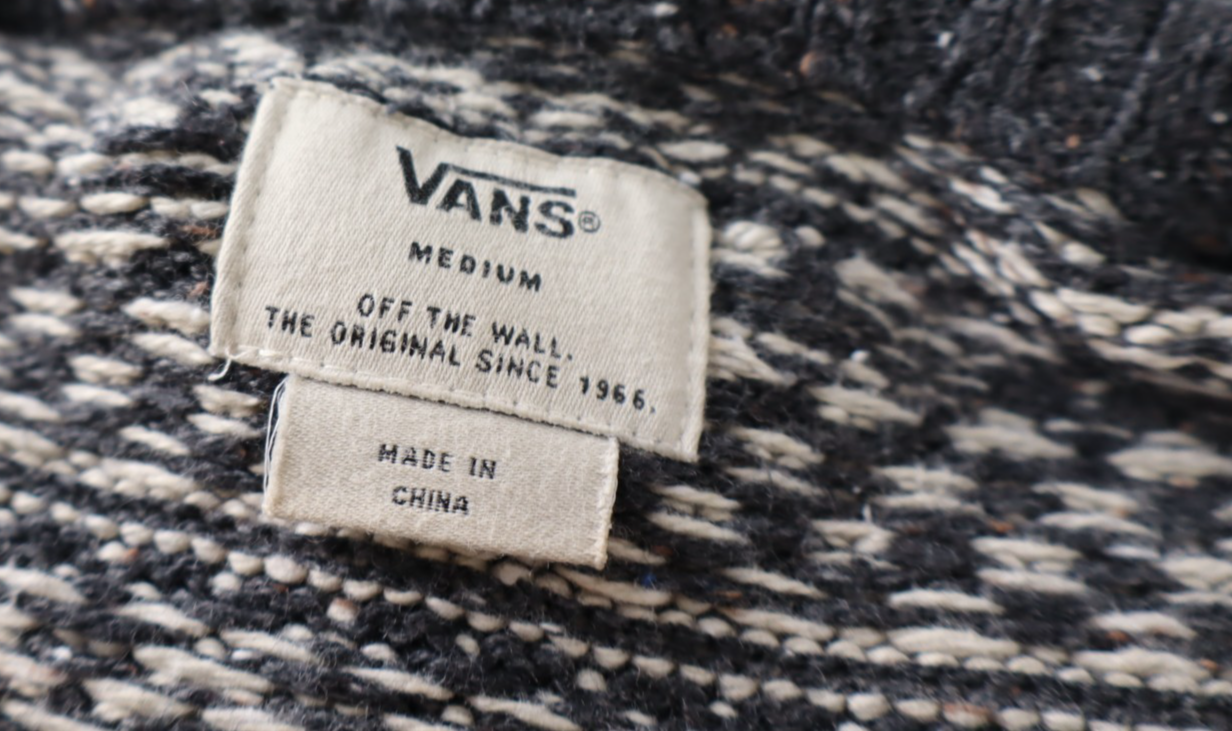 VANS®
MEDIUM
OFF THE WALL.
THE ORIGINAL SINCE 1966.
MADE IN
CHINA